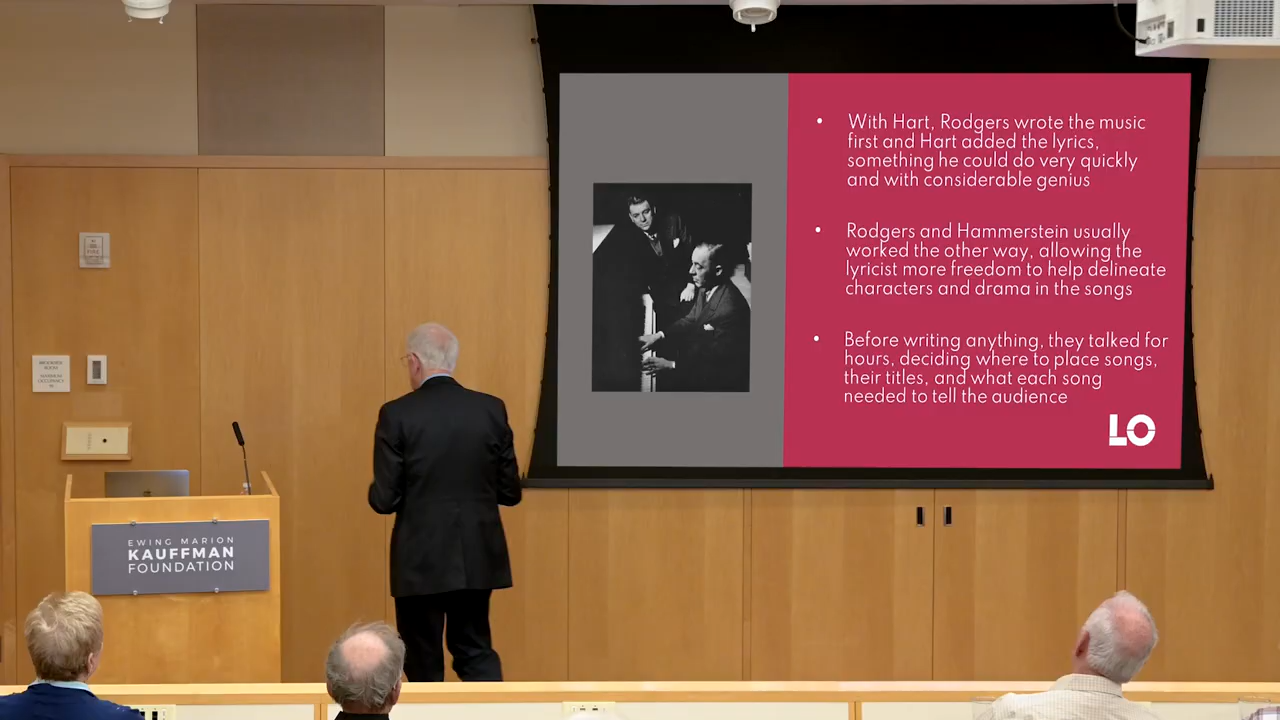 With Hart, Rodgers wrote the music
first and Hart added the lyrics,
something he could do very quickly
and with considerable genius
Rodgers and Hammerstein usually
worked the other way, allowing the
lyricist more freedom to help delineate
characters and drama in the songs
Before writing anything, they talked for
hours, deciding where to place songs,
their titles, and what each song
needed to tell the audience
LO
EWING MARION
KAUFFMAN
FOUNDATION